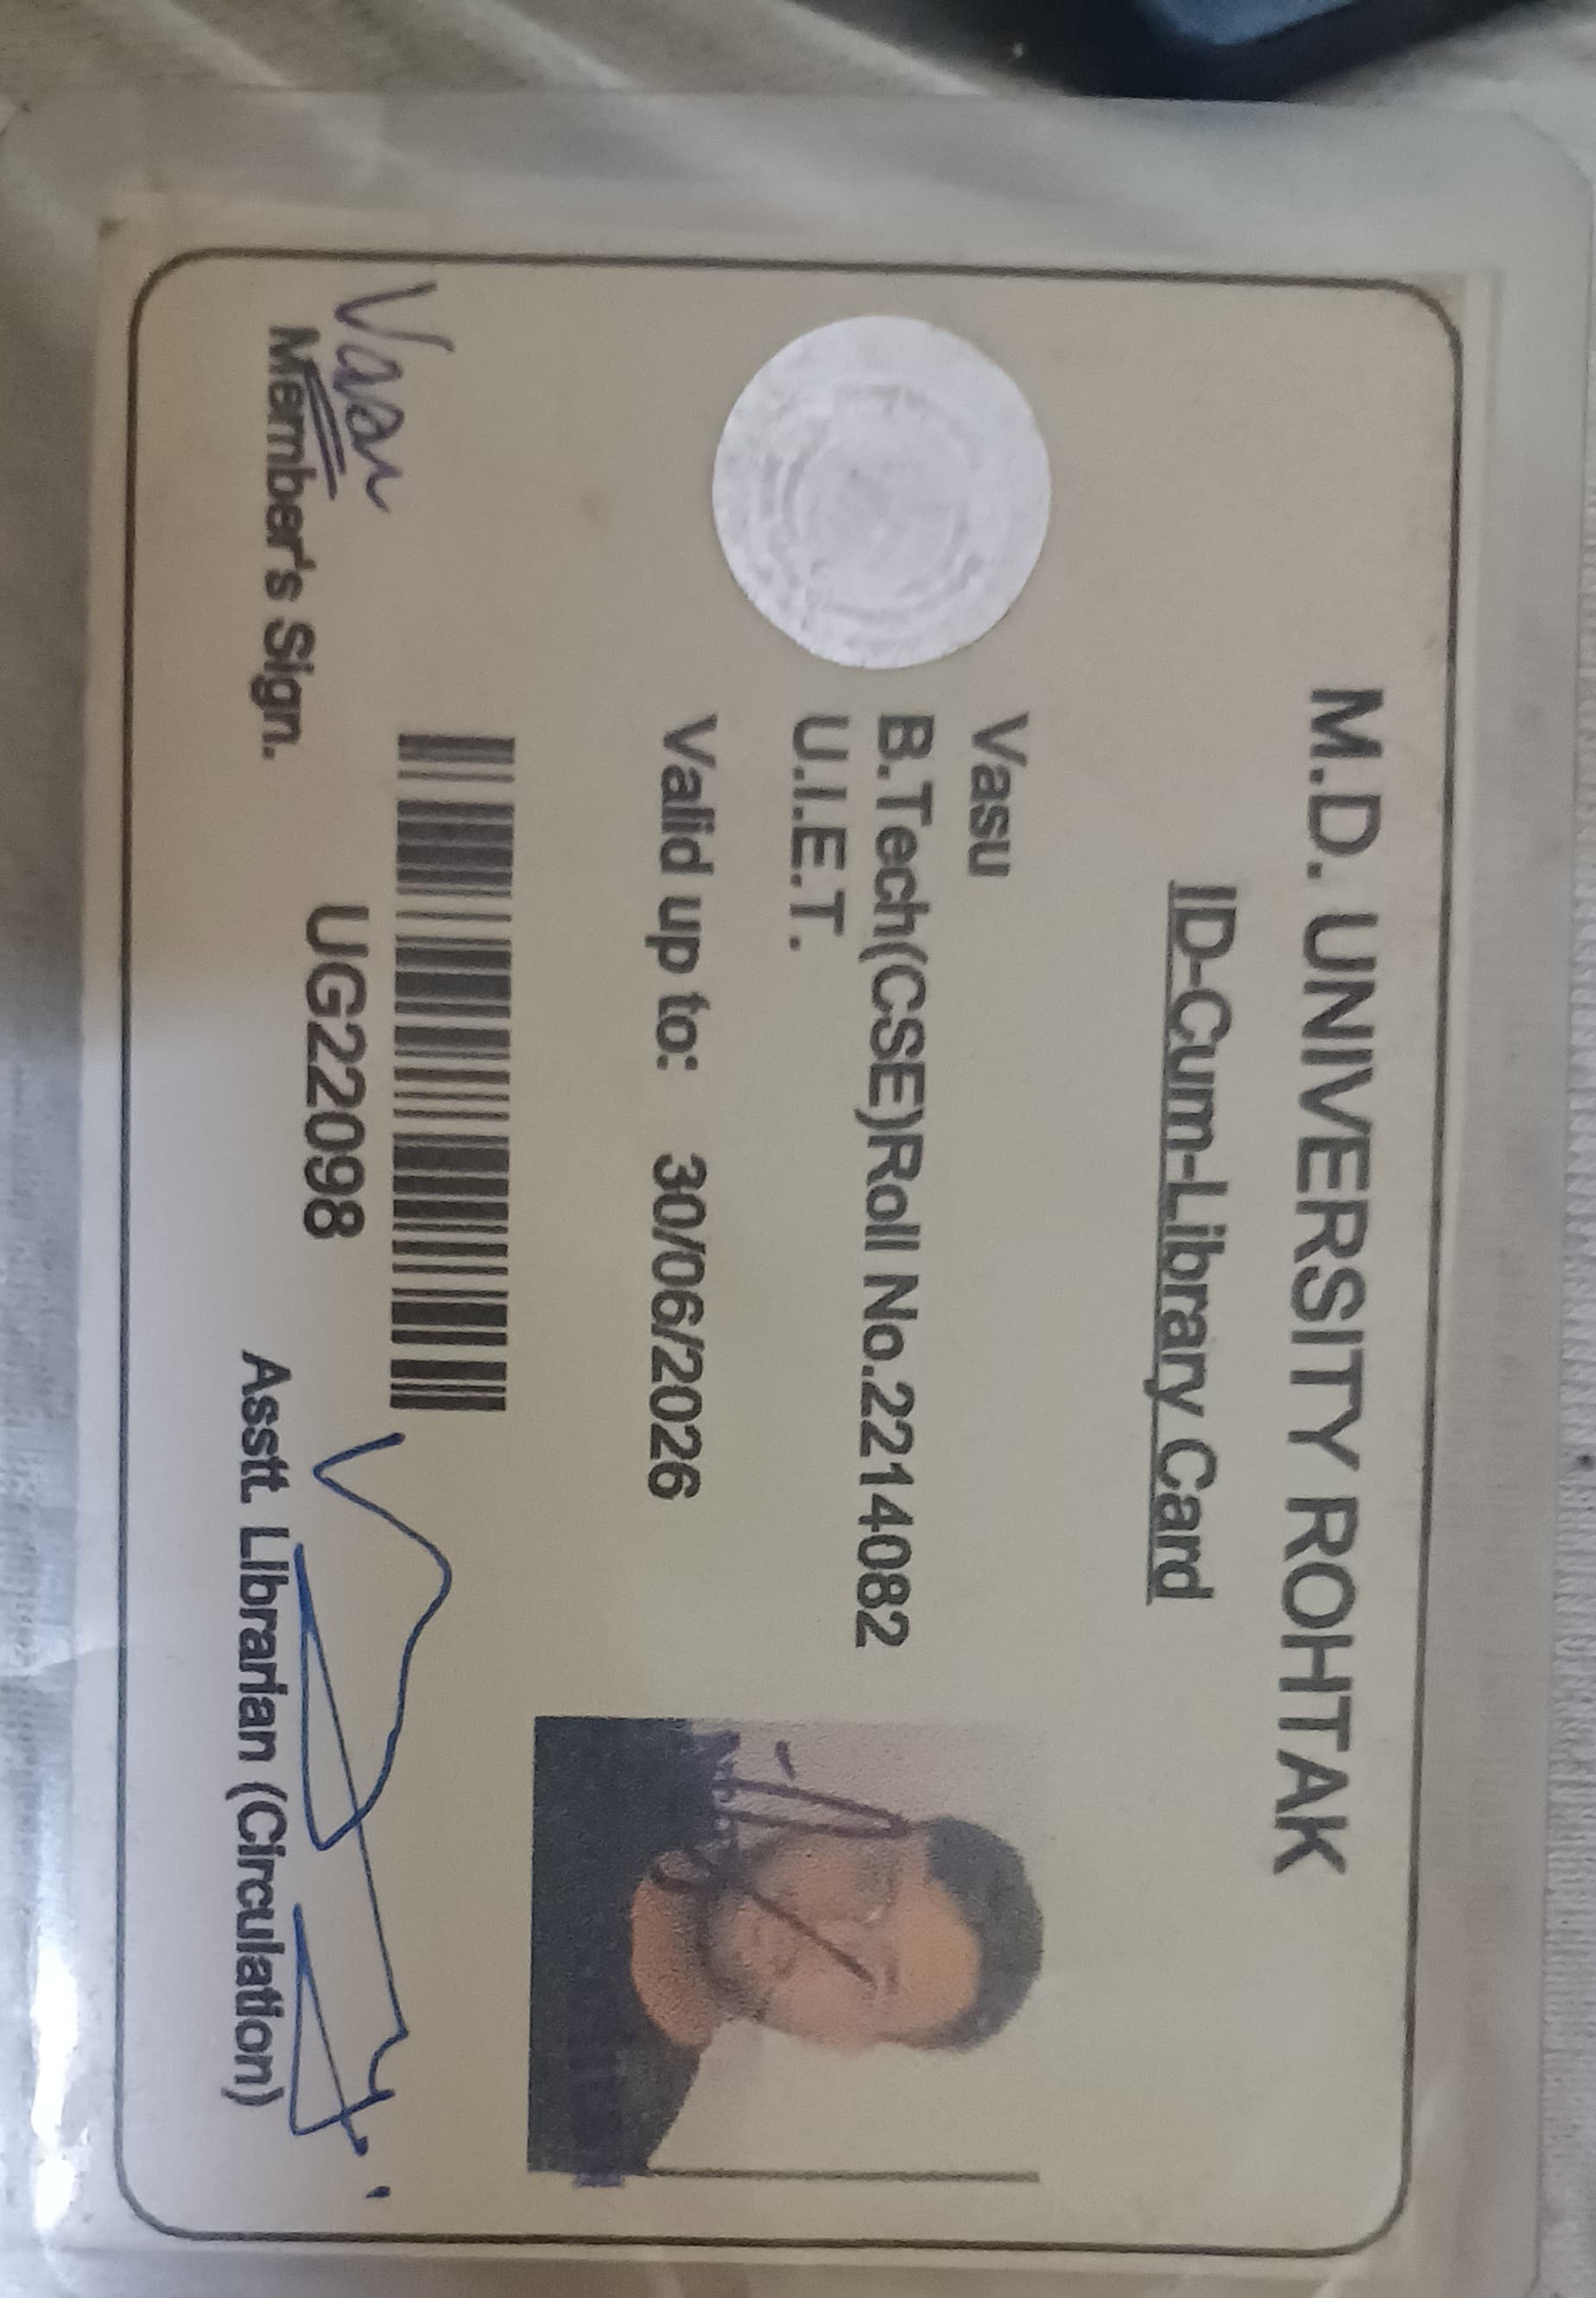 M.D. UNIVERSITY ROHTAK
ID-Cum-Library Card
Vasu
B.Tech(CSE)Roll No.2214082
U.I.E.T.
Valid up to: 30/06/2026
UG22098
Vasu
Member's Sign.
Asstt. Librarian (Circulation)